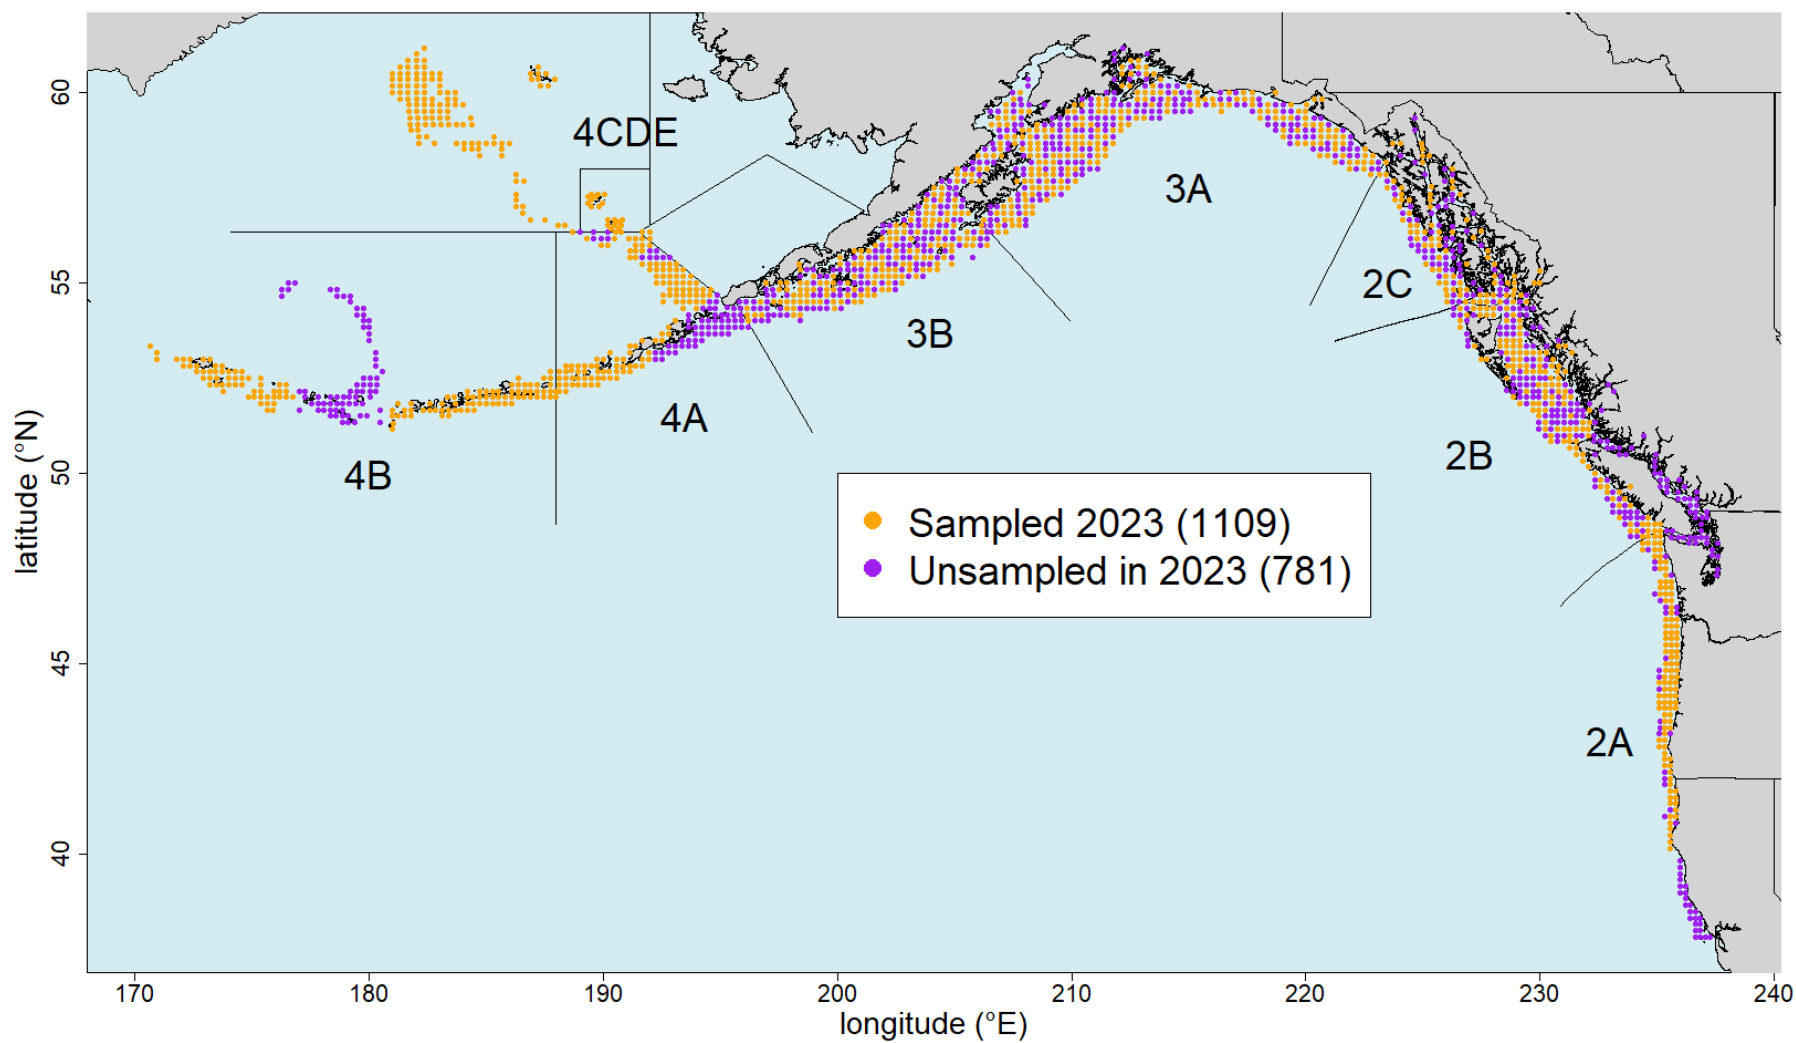 60
55
50
45
40
latitude (°N)
4CDE
3A
2C
3B
4A
2B
4B
2A
Sampled 2023 (1109)
Unsampled in 2023 (781)
170
180
190
200
210
220
230
240
longitude (°E)